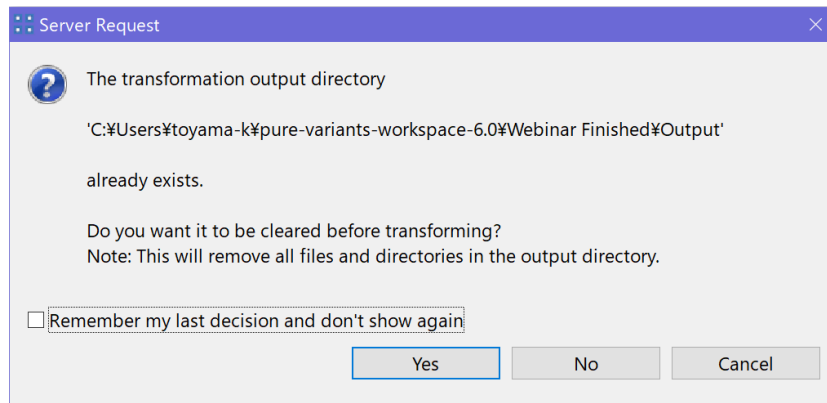 Server Request
The transformation output directory
'C:¥Users¥toyama-k¥pure-variants-workspace-6.0¥Webinar Finished¥Output'
already exists.
Do you want it to be cleared before transforming?
Note: This will remove all files and directories in the output directory.
Remember my last decision and don't show again
Yes No Cancel